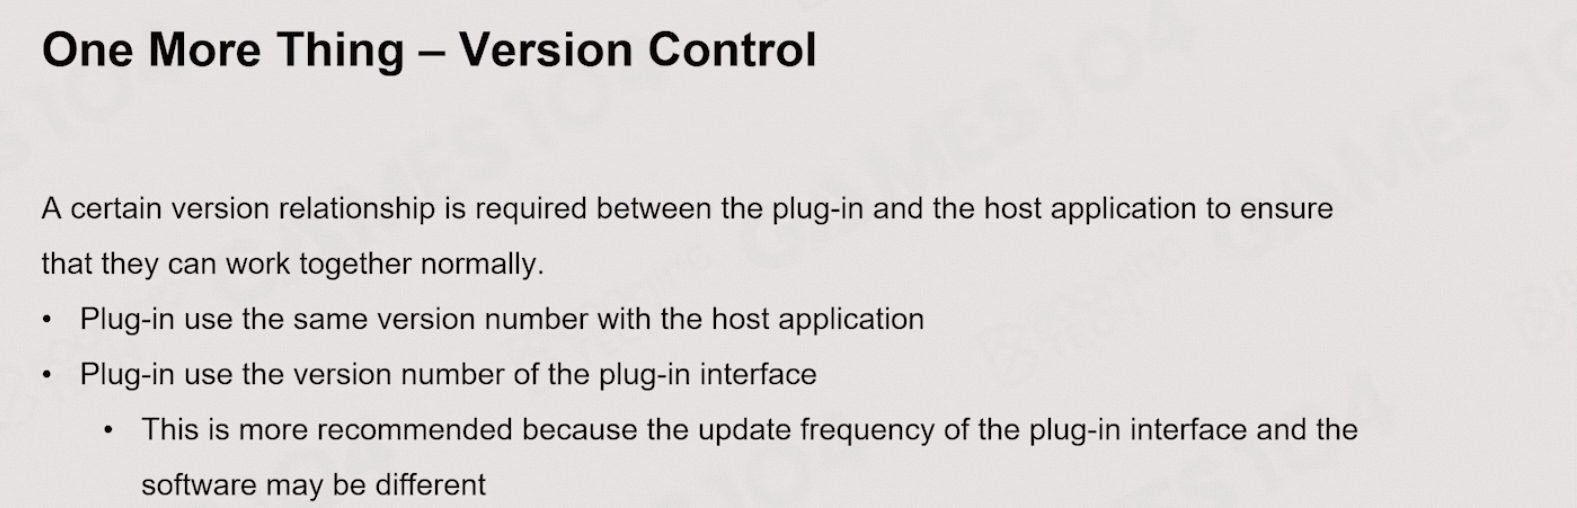 One More Thing – Version Control
A certain version relationship is required between the plug-in and the host application to ensure
that they can work together normally.
• Plug-in use the same version number with the host application
• Plug-in use the version number of the plug-in interface
• This is more recommended because the update frequency of the plug-in interface and the
software may be different
GAMES 104